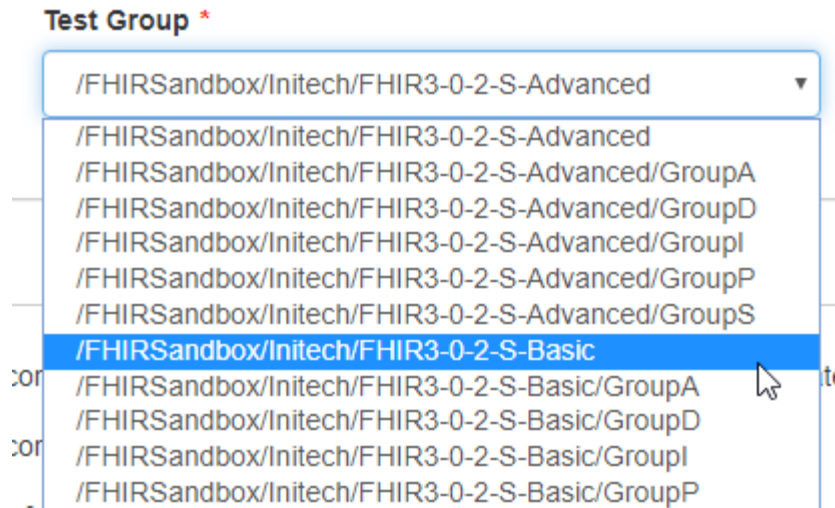 Test Group *
/FHIRSandbox/Initech/FHIR3-0-2-S-Advanced
/FHIRSandbox/Initech/FHIR3-0-2-S-Advanced
/FHIRSandbox/Initech/FHIR3-0-2-S-Advanced/GroupA
/FHIRSandbox/Initech/FHIR3-0-2-S-Advanced/GroupD
/FHIRSandbox/Initech/FHIR3-0-2-S-Advanced/GroupI
/FHIRSandbox/Initech/FHIR3-0-2-S-Advanced/GroupP
/FHIRSandbox/Initech/FHIR3-0-2-S-Advanced/GroupS
/FHIRSandbox/Initech/FHIR3-0-2-S-Basic
/FHIRSandbox/Initech/FHIR3-0-2-S-Basic/GroupA
/FHIRSandbox/Initech/FHIR3-0-2-S-Basic/GroupD
/FHIRSandbox/Initech/FHIR3-0-2-S-Basic/GroupI
/FHIRSandbox/Initech/FHIR3-0-2-S-Basic/GroupP